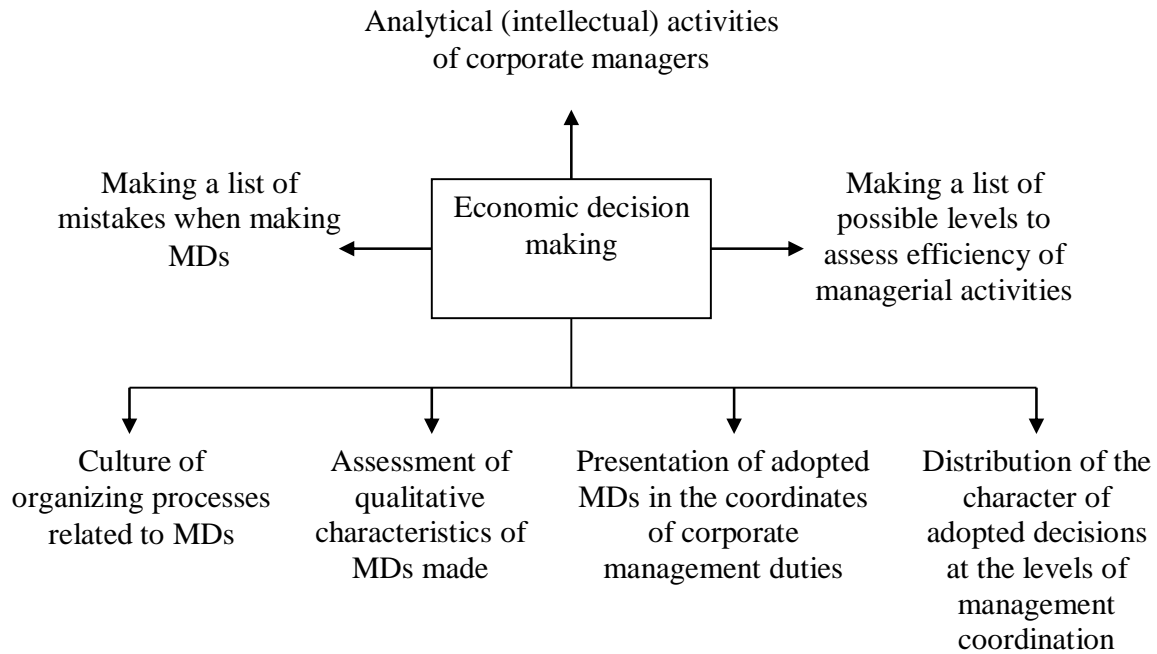 Analytical (intellectual) activities
of corporate managers
Making a list of
mistakes when making
MDs
Economic decision
making
Making a list of
possible levels to
assess efficiency of
managerial activities
Culture of
organizing processes
related to MDs
Assessment of
qualitative
characteristics of
MDs made
Presentation of adopted
MDs in the coordinates
of corporate
management duties
Distribution of the
character of
adopted decisions
at the levels of
management
coordination